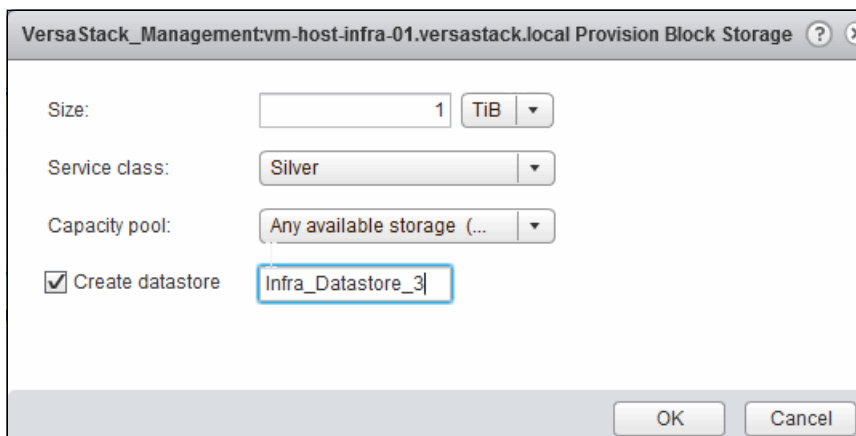 VersaStack_Management:vm-host-infra-01.versastack.local Provision Block Storage ?
Size: 1 TiB
Service class: Silver
Capacity pool: Any available storage (...
Create datastore Infra_Datastore_3
OK Cancel